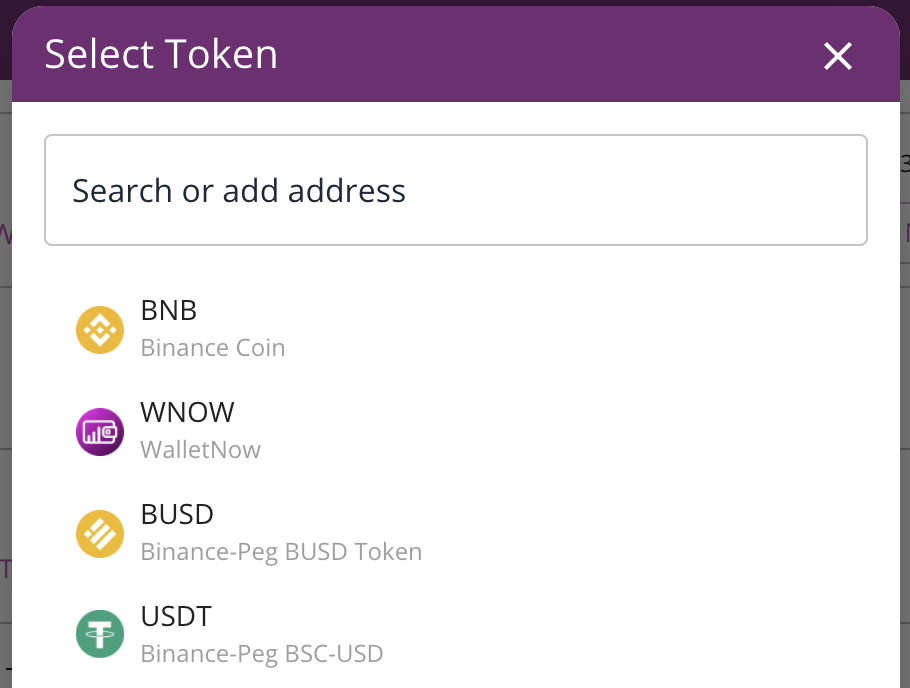 Select Token
Search or add address
BNB
Binance Coin
WNOW
WalletNow
BUSD
Binance-Peg BUSD Token
USDT
Binance-Peg BSC-USD